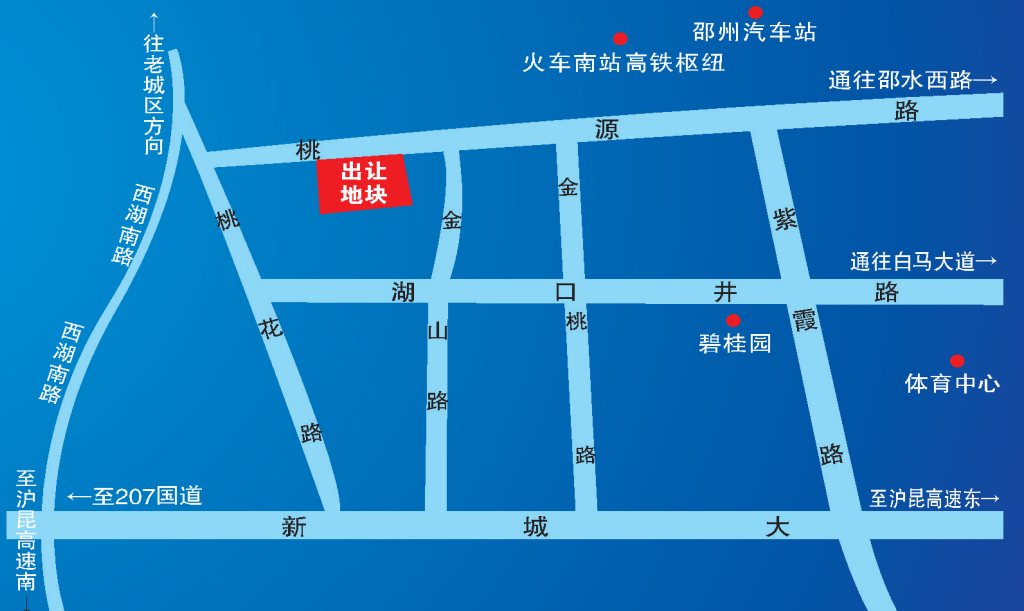 ↑往老城区方向
邵州汽车站
火车南站高铁枢纽
通往邵水西路→
桃源路
出让
地块
西湖南路
桃花路
金山路
金桃路
紫霞路
通往白马大道→
湖口井路
碧桂园
西湖南路
体育中心
至沪昆高速南↓
←至207国道
至沪昆高速东→
新城大